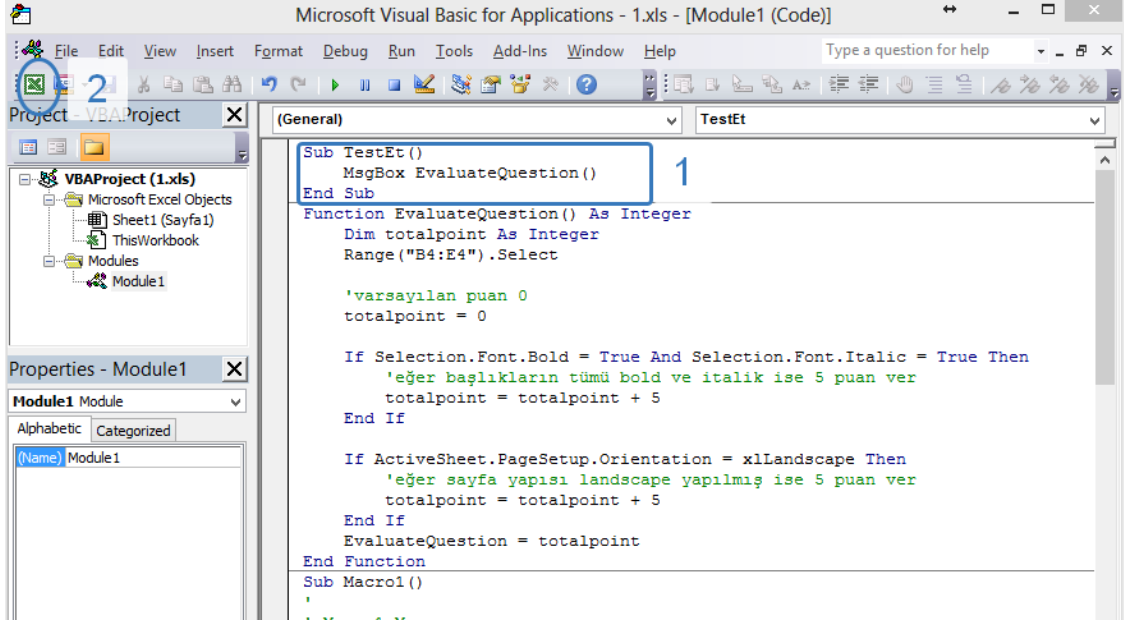 Microsoft Visual Basic for Applications - 1.xls - [Module1 (Code)]
File Edit View Insert Format Debug Run Tools Add-Ins Window Help Type a question for help
2
Project - VBAProject
(General) TestEt
VBAProject (1.xls)
Microsoft Excel Objects
Sheet1 (Sayfa1)
ThisWorkbook
Modules
Module1
Properties - Module1
Module1 Module
Alphabetic Categorized
(Name) Module1
1
Sub TestEt()
MsgBox EvaluateQuestion()
End Sub
Function EvaluateQuestion() As Integer
Dim totalpoint As Integer
Range("B4:E4").Select
'varsayılan puan 0
totalpoint = 0
If Selection.Font.Bold = True And Selection.Font.Italic = True Then
'eğer başlıkların tümü bold ve italik ise 5 puan ver
totalpoint = totalpoint + 5
End If
If ActiveSheet.PageSetup.Orientation = xlLandscape Then
'eğer sayfa yapısı landscape yapılmış ise 5 puan ver
totalpoint = totalpoint + 5
End If
EvaluateQuestion = totalpoint
End Function
Sub Macro1()
'